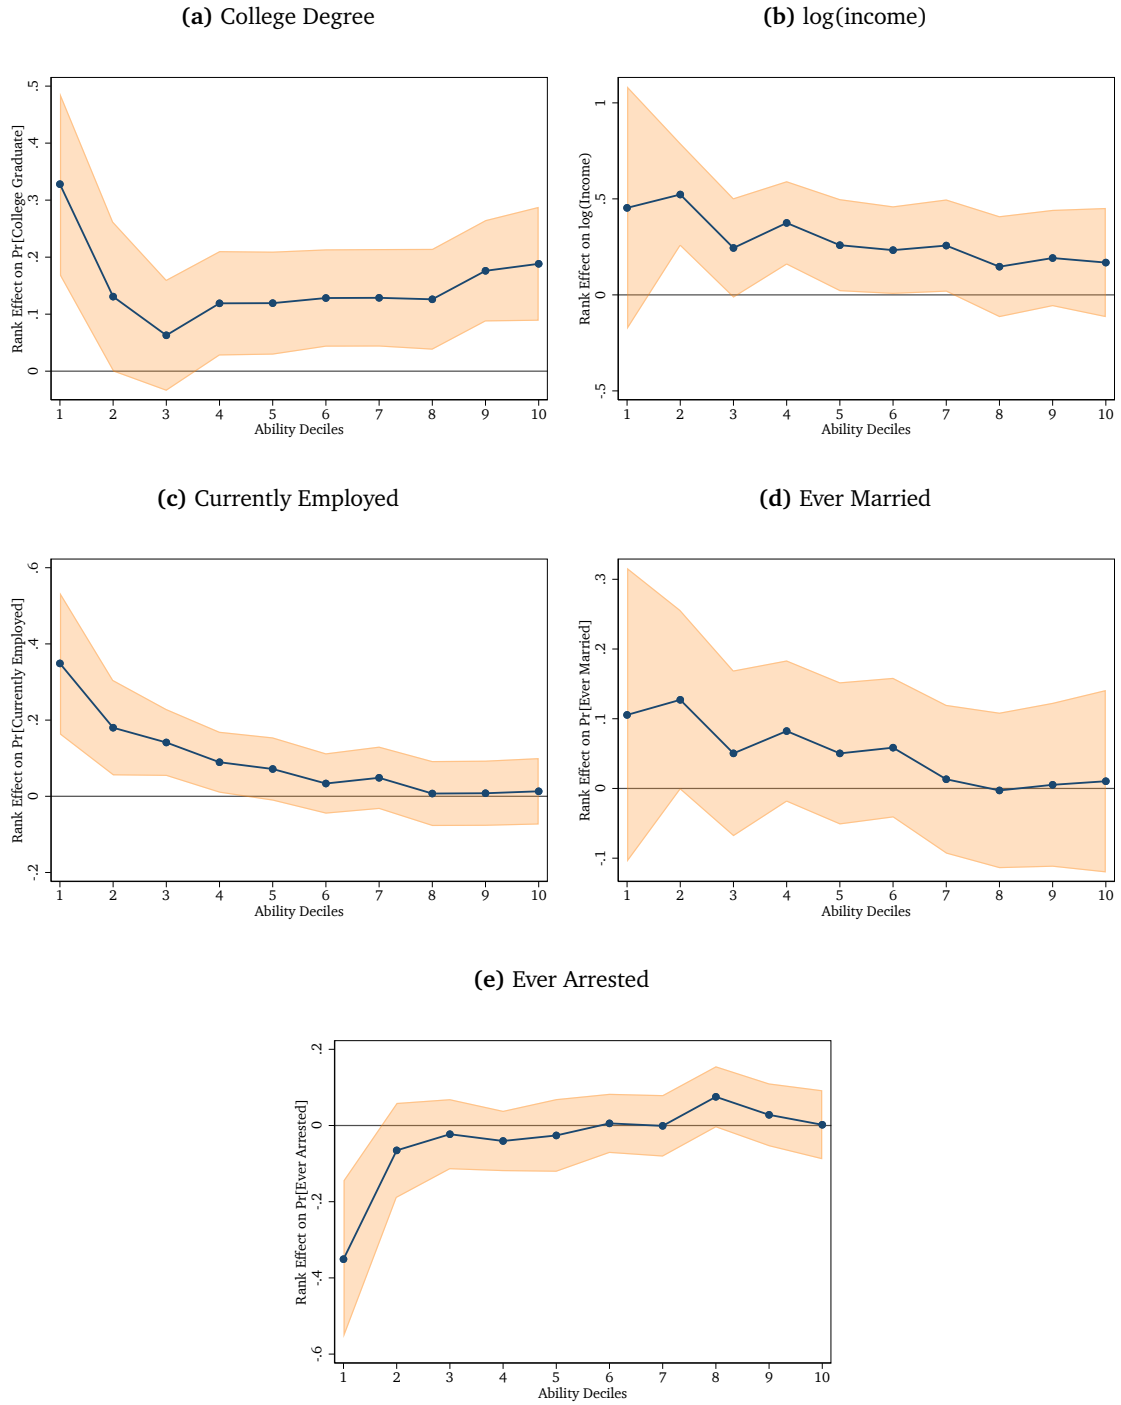 (a) College Degree
Rank Effect on Pr[College Graduate]
.5
.4
.3
.2
.1
0
1 2 3 4 5 6 7 8 9 10
Ability Deciles
(b) log(income)
Rank Effect on log(Income)
1
.5
0
-.5
1 2 3 4 5 6 7 8 9 10
Ability Deciles
(c) Currently Employed
Rank Effect on Pr[Currently Employed]
.6
.4
.2
0
-.2
1 2 3 4 5 6 7 8 9 10
Ability Deciles
(d) Ever Married
Rank Effect on Pr[Ever Married]
.3
.2
.1
0
-.1
1 2 3 4 5 6 7 8 9 10
Ability Deciles
(e) Ever Arrested
Rank Effect on Pr[Ever Arrested]
.2
0
-.2
-.4
-.6
1 2 3 4 5 6 7 8 9 10
Ability Deciles